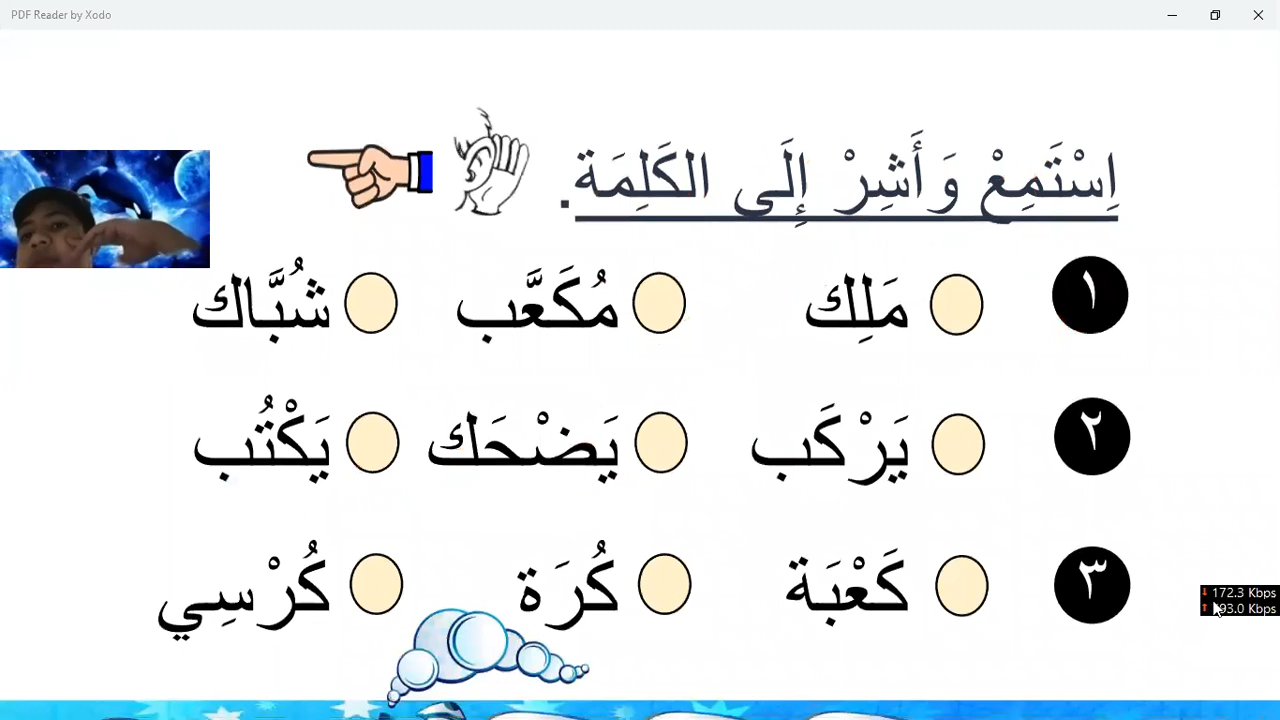 PDF Reader by Xodo
اِسْتَمِعْ وَأَشِرْ إِلَى الكَلِمَة.
١ مَلِك مُكَعَّب شُبَّاك
٢ يَرْكَب يَضْحَك يَكْتُب
٣ كَعْبَة كُرَة كُرْسِي
172.3 Kbps
93.0 Kbps